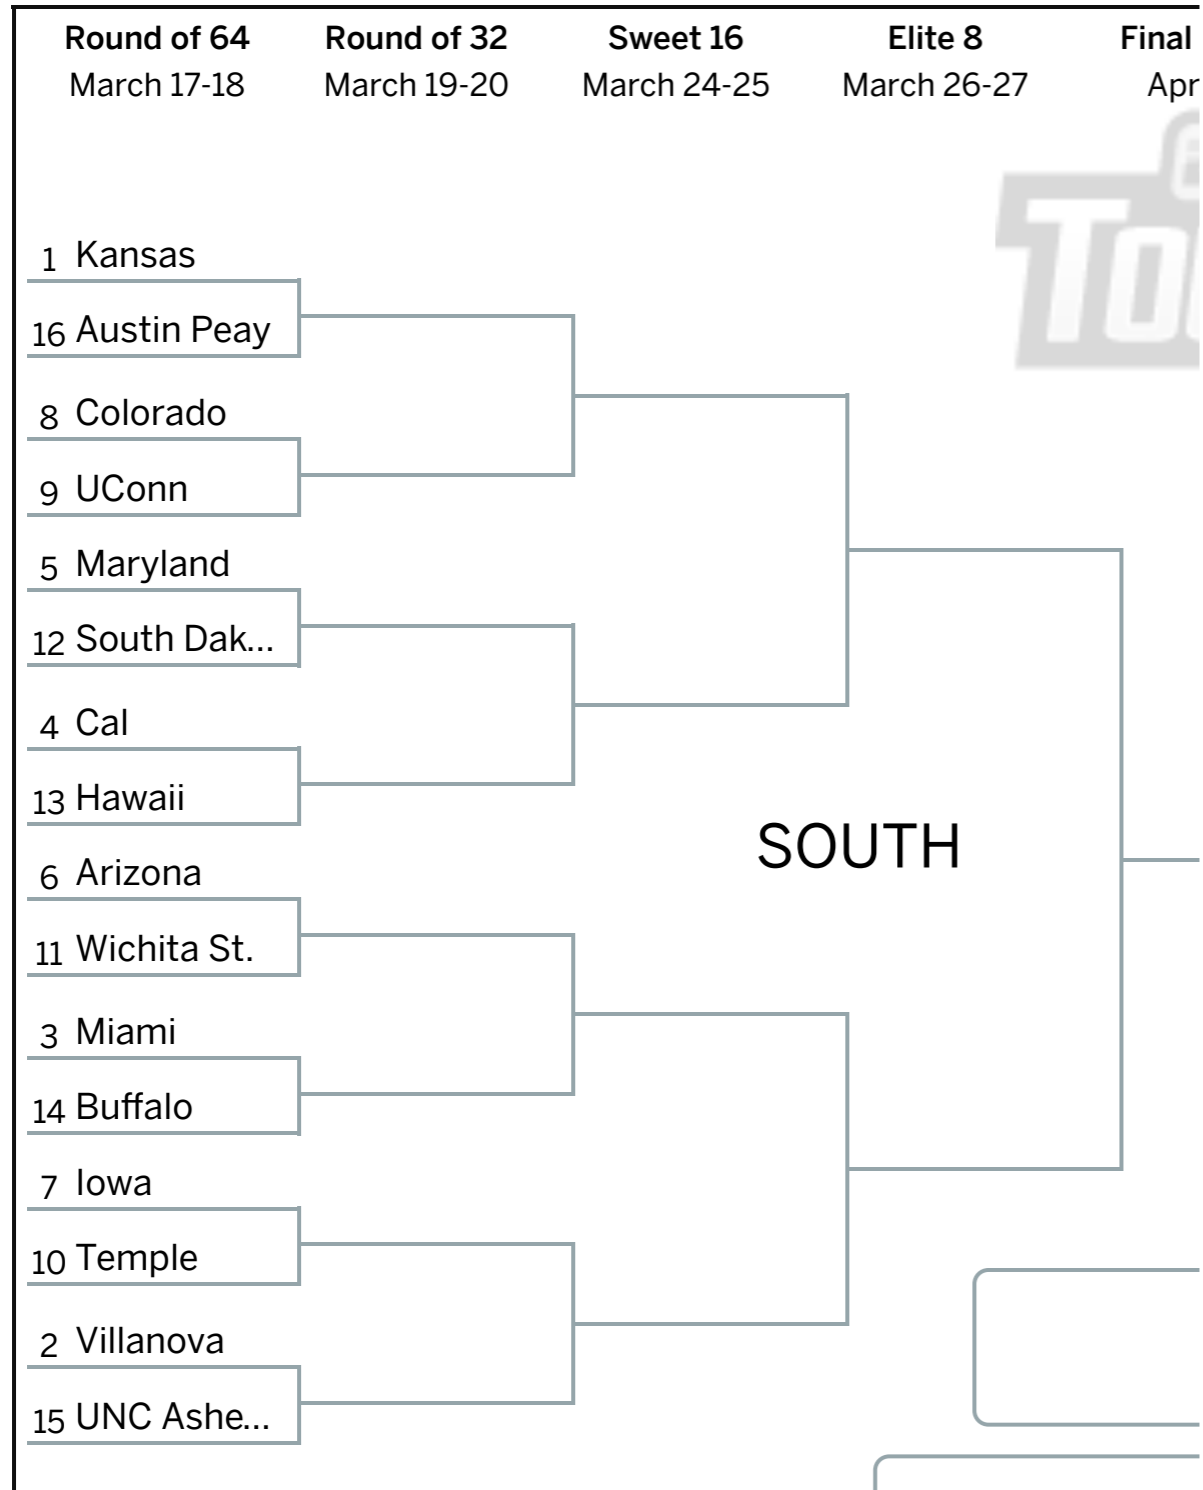 Round of 64 Round of 32 Sweet 16 Elite 8 Final
March 17-18 March 19-20 March 24-25 March 26-27 Apr
1 Kansas
16 Austin Peay
8 Colorado
9 UConn
5 Maryland
12 South Dak...
4 Cal
13 Hawaii
SOUTH
6 Arizona
11 Wichita St.
3 Miami
14 Buffalo
7 Iowa
10 Temple
2 Villanova
15 UNC Ashe...